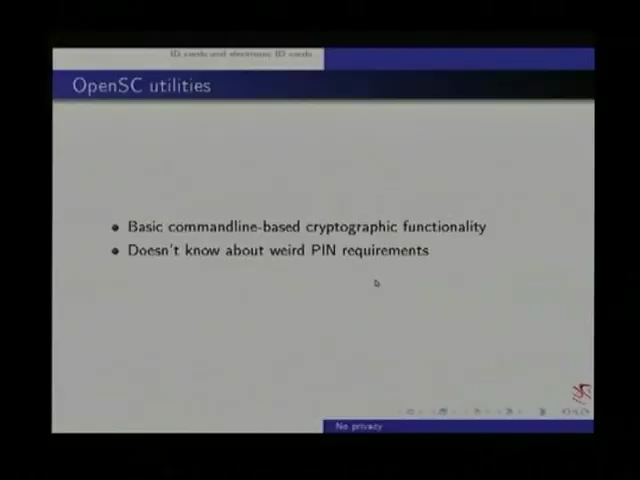 ID cards and electronic ID cards
OpenSC utilities
Basic commandline-based cryptographic functionality
Doesn't know about weird PIN requirements
No privacy